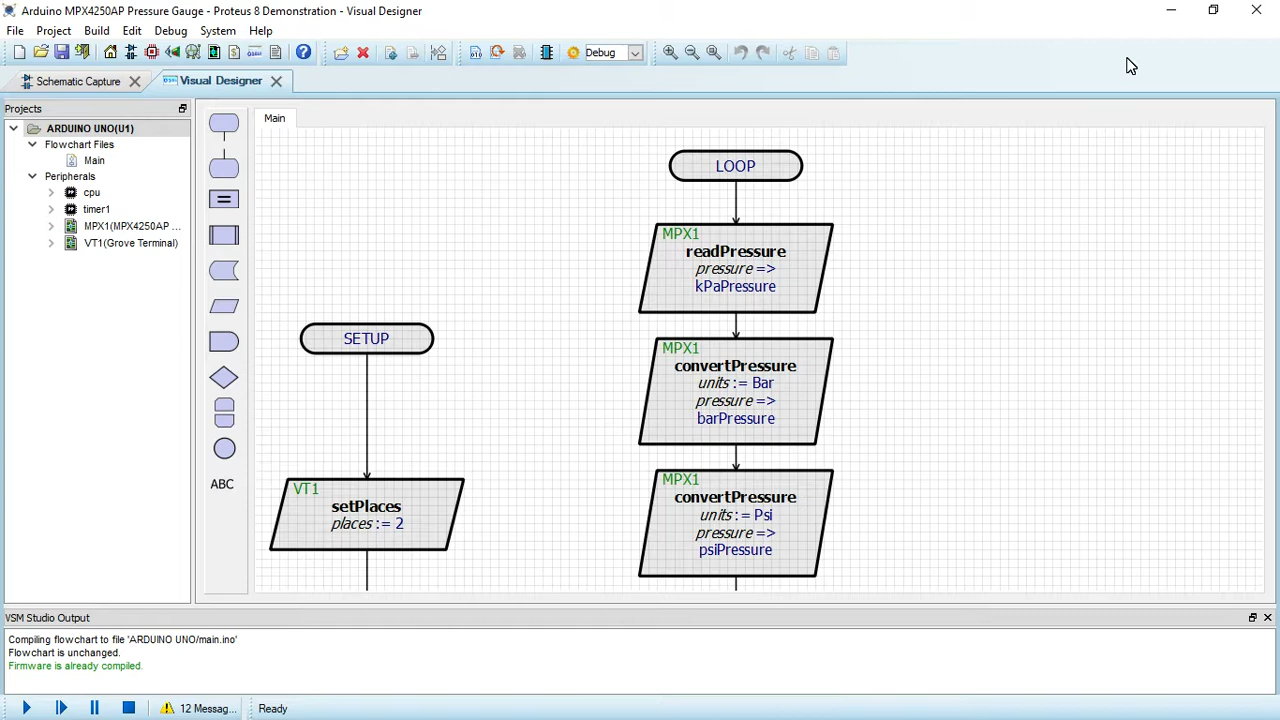 Arduino MPX4250AP Pressure Gauge - Proteus 8 Demonstration - Visual Designer
File Project Build Edit Debug System Help
Debug
Schematic Capture Visual Designer
Projects
ARDUINO UNO(U1)
Flowchart Files
Main
Peripherals
cpu
timer1
MPX1(MPX4250AP ...
VT1(Grove Terminal)
ABC
Main
SETUP
VT1
setPlaces
places := 2
LOOP
MPX1
readPressure
pressure =>
kPaPressure
MPX1
convertPressure
units := Bar
pressure =>
barPressure
MPX1
convertPressure
units := Psi
pressure =>
psiPressure
VSM Studio Output
Compiling flowchart to file 'ARDUINO UNO/main.ino'
Flowchart is unchanged.
Firmware is already compiled.
12 Messag... Ready